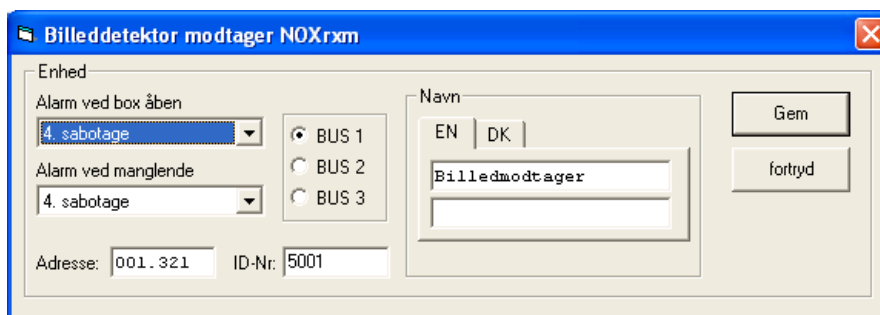 Billeddetektor modtager NOXrxm
Enhed
Alarm ved box åben
4. sabotage
Alarm ved manglende
4. sabotage
BUS 1
BUS 2
BUS 3
Adresse: 001.321
ID-Nr: 5001
Navn
EN DK
Billedmodtager
Gem
fortryd